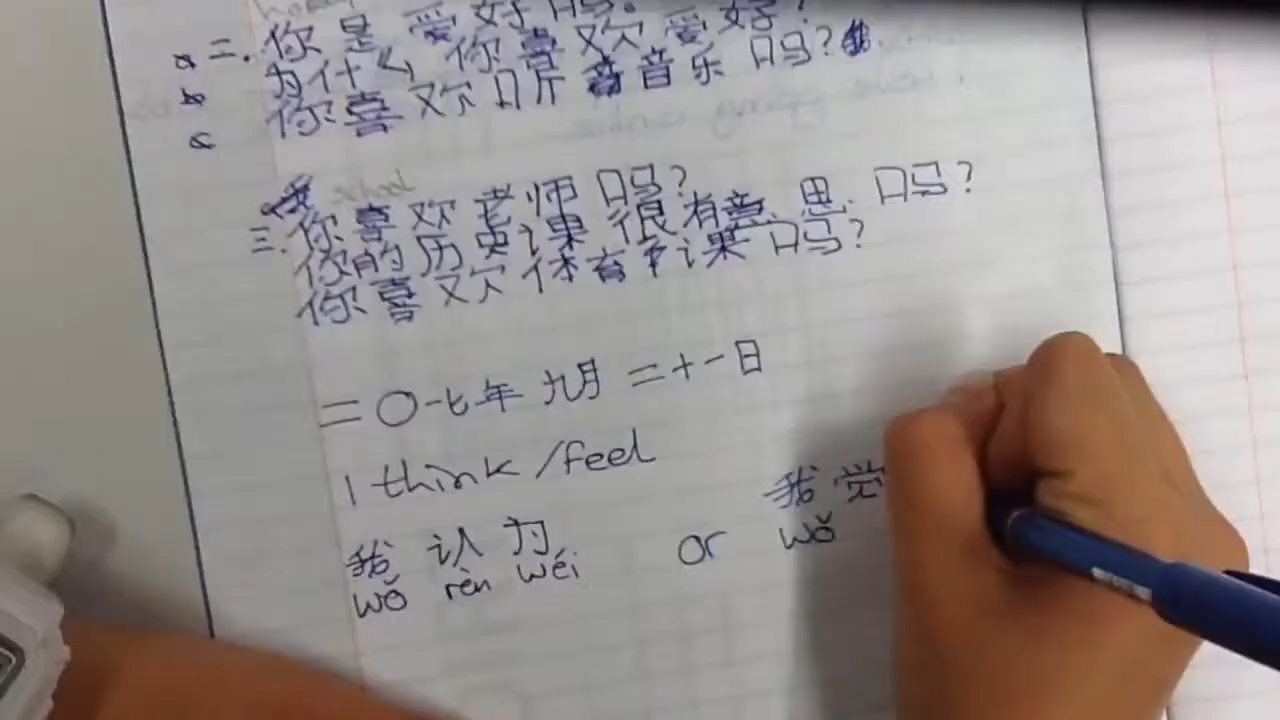 二. 你是爱好吗?
a 为什么你喜欢爱好?
b 你喜欢听音乐吗?
c
school
三. 你喜欢老师吗?
你的历史课很有意思吗?
你喜欢体育课吗?
二〇一七年九月二十一日
I think/feel
我认为 or 我觉
wǒ rèn wéi wǒ